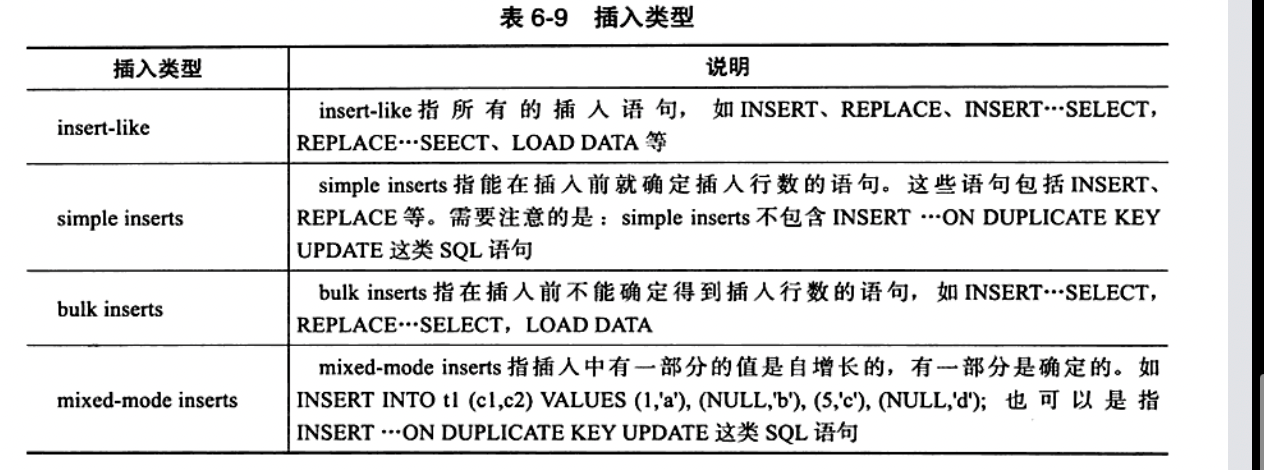 表 6-9 插入类型
插入类型 说明
insert-like
insert-like 指所有的插入语句，如 INSERT、REPLACE、INSERT…SELECT，
REPLACE…SEECT、LOAD DATA 等
simple inserts
simple inserts 指能在插入前就确定插入行数的语句。这些语句包括 INSERT、
REPLACE 等。需要注意的是：simple inserts 不包含 INSERT …ON DUPLICATE KEY
UPDATE 这类 SQL 语句
bulk inserts
bulk inserts 指在插入前不能确定得到插入行数的语句，如 INSERT…SELECT，
REPLACE…SELECT，LOAD DATA
mixed-mode inserts
mixed-mode inserts 指插入中有一部分的值是自增长的，有一部分是确定的。如
INSERT INTO t1 (c1,c2) VALUES (1,'a'), (NULL,'b'), (5,'c'), (NULL,'d'); 也可以是指
INSERT …ON DUPLICATE KEY UPDATE 这类 SQL 语句